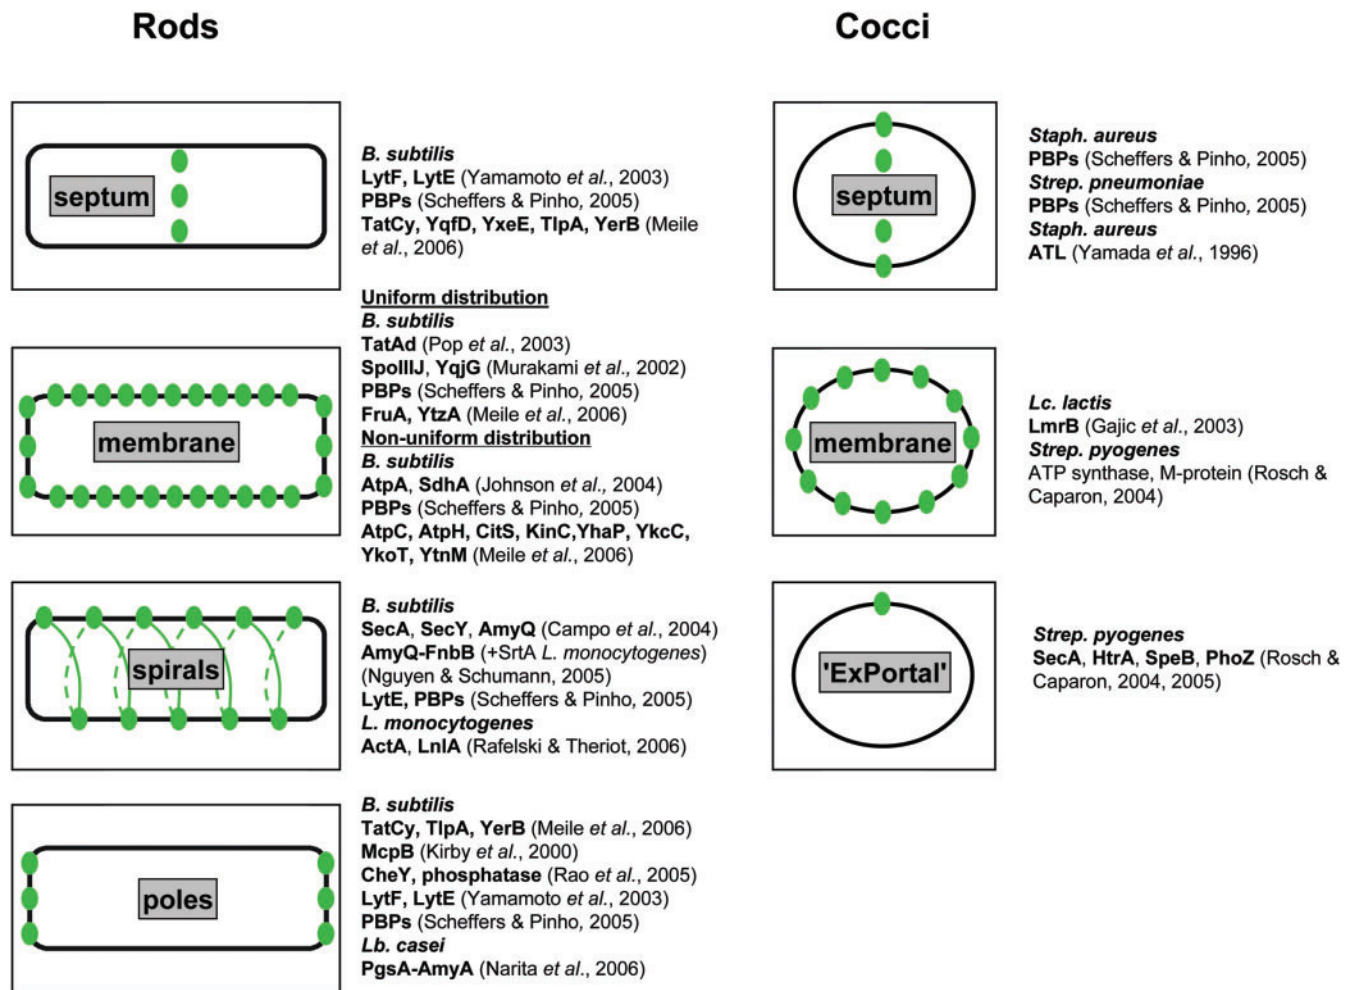 Rods
septum
B. subtilis
LytF, LytE (Yamamoto et al., 2003)
PBPs (Scheffers & Pinho, 2005)
TatCy, YqfD, YxeE, TlpA, YerB (Meile
et al., 2006)
membrane
Uniform distribution
B. subtilis
TatAd (Pop et al., 2003)
SpoIIIJ, YqjG (Murakami et al., 2002)
PBPs (Scheffers & Pinho, 2005)
FruA, YtzA (Meile et al., 2006)
Non-uniform distribution
B. subtilis
AtpA, SdhA (Johnson et al., 2004)
PBPs (Scheffers & Pinho, 2005)
AtpC, AtpH, CitS, KinC,YhaP, YkcC,
YkoT, YtnM (Meile et al., 2006)
spirals
B. subtilis
SecA, SecY, AmyQ (Campo et al., 2004)
AmyQ-FnbB (+SrtA L. monocytogenes)
(Nguyen & Schumann, 2005)
LytE, PBPs (Scheffers & Pinho, 2005)
L. monocytogenes
ActA, LnlA (Rafelski & Theriot, 2006)
poles
B. subtilis
TatCy, TlpA, YerB (Meile et al., 2006)
McpB (Kirby et al., 2000)
CheY, phosphatase (Rao et al., 2005)
LytF, LytE (Yamamoto et al., 2003)
PBPs (Scheffers & Pinho, 2005)
Lb. casei
PgsA-AmyA (Narita et al., 2006)
Cocci
septum
Staph. aureus
PBPs (Scheffers & Pinho, 2005)
Strep. pneumoniae
PBPs (Scheffers & Pinho, 2005)
Staph. aureus
ATL (Yamada et al., 1996)
membrane
Lc. lactis
LmrB (Gajic et al., 2003)
Strep. pyogenes
ATP synthase, M-protein (Rosch &
Caparon, 2004)
'ExPortal'
Strep. pyogenes
SecA, HtrA, SpeB, PhoZ (Rosch &
Caparon, 2004, 2005)